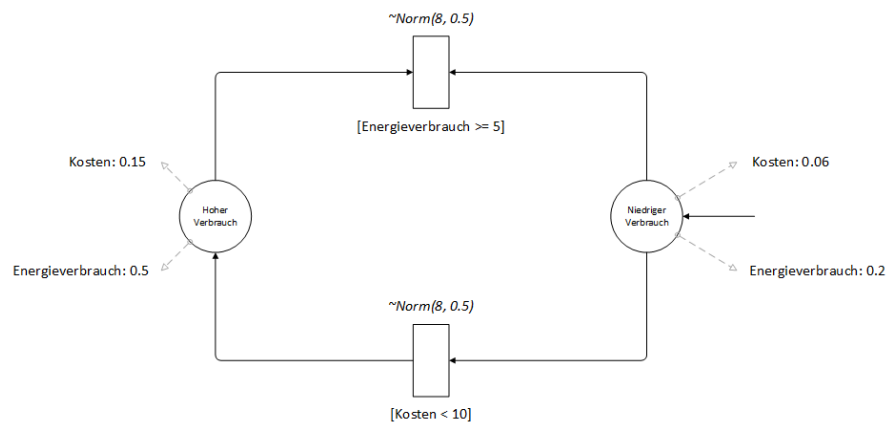 ~Norm(8, 0.5)
[Energieverbrauch >= 5]
Kosten: 0.15
Kosten: 0.06
Hoher
Verbrauch
Niedriger
Verbrauch
Energieverbrauch: 0.5
Energieverbrauch: 0.2
~Norm(8, 0.5)
[Kosten < 10]